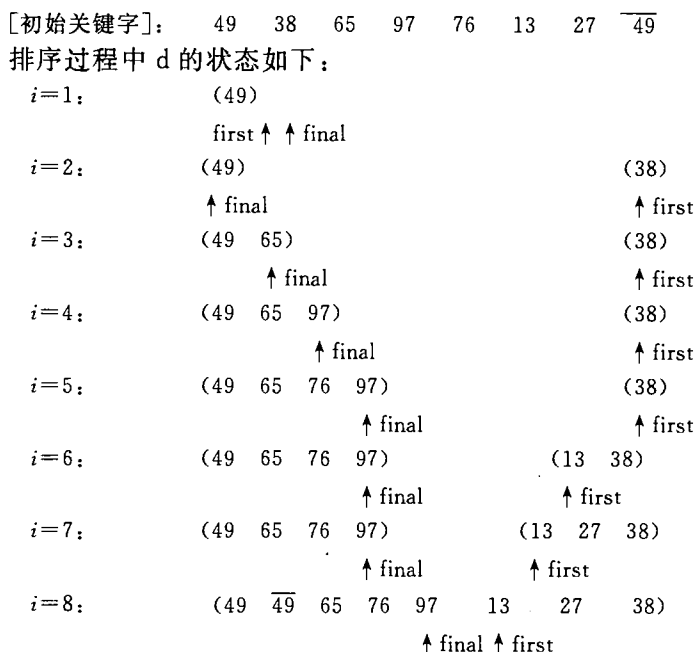 [初始关键字]: 49 38 65 97 76 13 27 4̅9̅
排序过程中 d 的状态如下:
i=1: (49)
first↑ ↑final
i=2: (49) (38)
↑final ↑first
i=3: (49 65) (38)
↑final ↑first
i=4: (49 65 97) (38)
↑final ↑first
i=5: (49 65 76 97) (38)
↑final ↑first
i=6: (49 65 76 97) (13 38)
↑final ↑first
i=7: (49 65 76 97) (13 27 38)
↑final ↑first
i=8: (49 4̅9̅ 65 76 97 13 27 38)
↑final ↑first